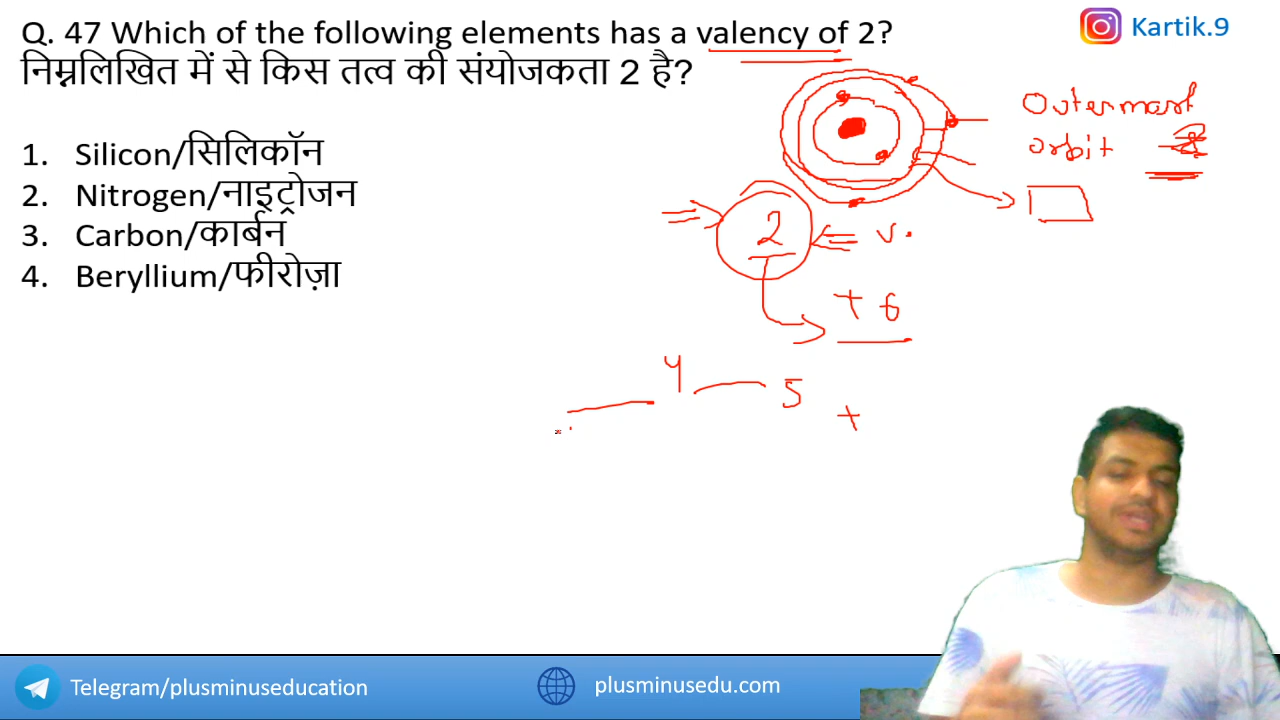 Q. 47 Which of the following elements has a valency of 2?
निम्नलिखित में से किस तत्व की संयोजकता 2 है?
1. Silicon/सिलिकॉन
2. Nitrogen/नाइट्रोजन
3. Carbon/कार्बन
4. Beryllium/फीरोज़ा
Kartik.9
Outermost
orbit
2
v.
+ 6
4
5
+
Telegram/plusminuseducation
plusminusedu.com